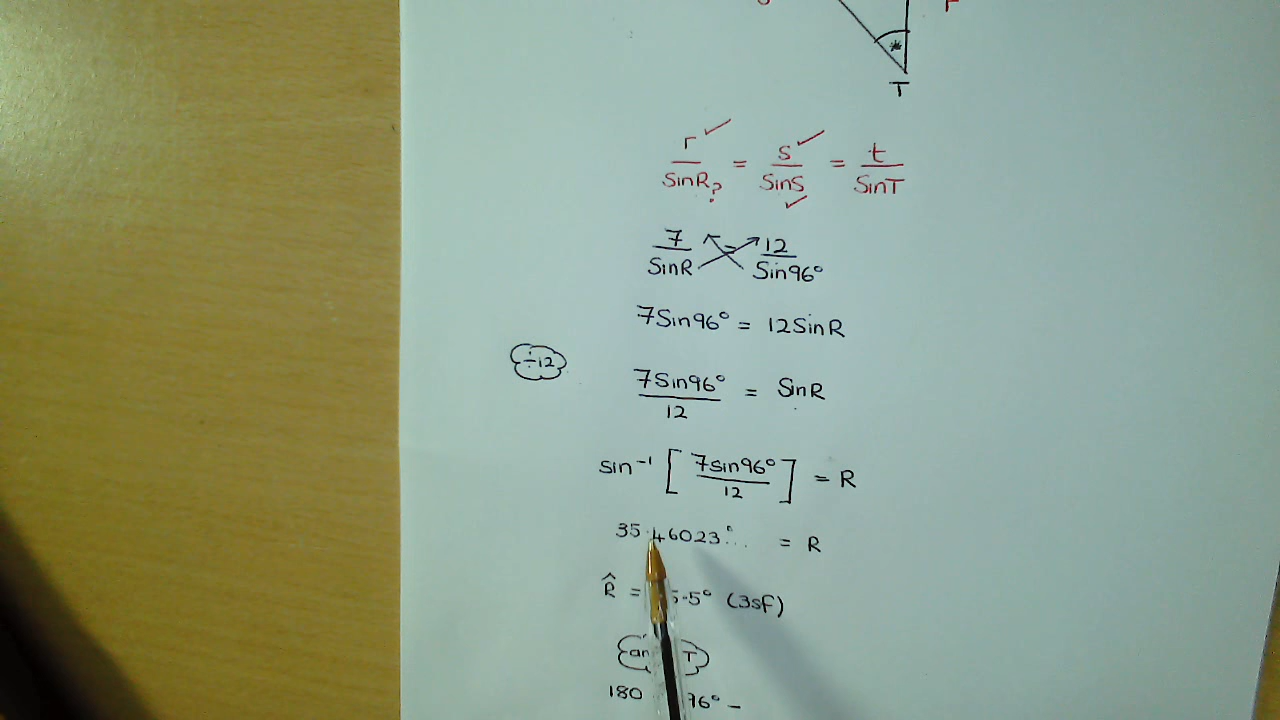 *
T
r/SinR? = s/SinS = t/SinT
7/SinR = 12/Sin96°
7Sin96° = 12SinR
÷12
7Sin96°/12 = SinR
sin⁻¹ [7sin96°/12] = R
35.46023°... = R
R̂ = 5.5° (3sf)
T
180 96° –